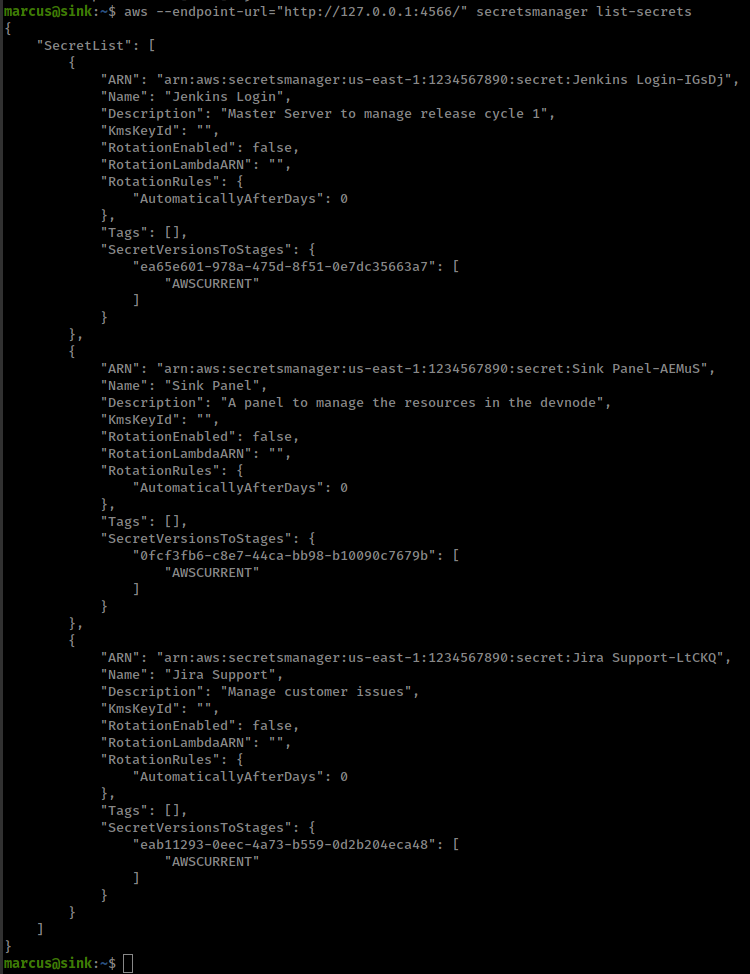 marcus@sink:~$ aws --endpoint-url="http://127.0.0.1:4566/" secretsmanager list-secrets
{
    "SecretList": [
        {
            "ARN": "arn:aws:secretsmanager:us-east-1:1234567890:secret:Jenkins Login-IGsDj",
            "Name": "Jenkins Login",
            "Description": "Master Server to manage release cycle 1",
            "KmsKeyId": "",
            "RotationEnabled": false,
            "RotationLambdaARN": "",
            "RotationRules": {
                "AutomaticallyAfterDays": 0
            },
            "Tags": [],
            "SecretVersionsToStages": {
                "ea65e601-978a-475d-8f51-0e7dc35663a7": [
                    "AWSCURRENT"
                ]
            }
        },
        {
            "ARN": "arn:aws:secretsmanager:us-east-1:1234567890:secret:Sink Panel-AEMuS",
            "Name": "Sink Panel",
            "Description": "A panel to manage the resources in the devnode",
            "KmsKeyId": "",
            "RotationEnabled": false,
            "RotationLambdaARN": "",
            "RotationRules": {
                "AutomaticallyAfterDays": 0
            },
            "Tags": [],
            "SecretVersionsToStages": {
                "0fcf3fb6-c8e7-44ca-bb98-b10090c7679b": [
                    "AWSCURRENT"
                ]
            }
        },
        {
            "ARN": "arn:aws:secretsmanager:us-east-1:1234567890:secret:Jira Support-LtCKQ",
            "Name": "Jira Support",
            "Description": "Manage customer issues",
            "KmsKeyId": "",
            "RotationEnabled": false,
            "RotationLambdaARN": "",
            "RotationRules": {
                "AutomaticallyAfterDays": 0
            },
            "Tags": [],
            "SecretVersionsToStages": {
                "eab11293-0eec-4a73-b559-0d2b204eca48": [
                    "AWSCURRENT"
                ]
            }
        }
    ]
}
marcus@sink:~$